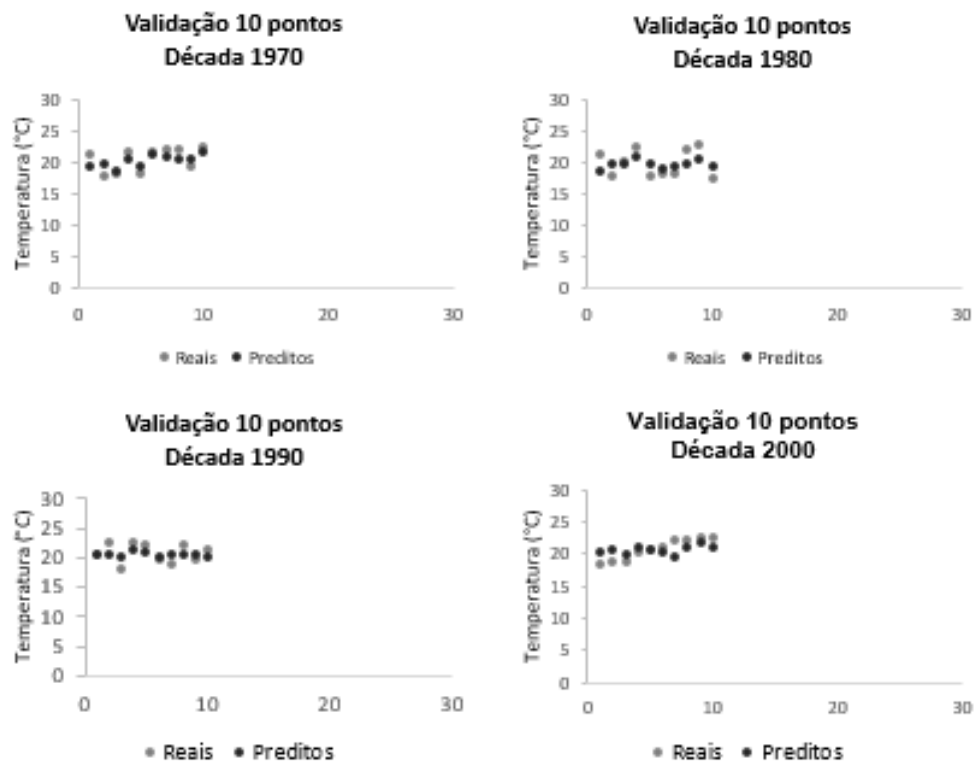 Validação 10 pontos
Década 1970
Temperatura (°C)
30
25
20
15
10
5
0
0 10 20 30
Reais Preditos
Validação 10 pontos
Década 1980
Temperatura (°C)
30
25
20
15
10
5
0
0 10 20 30
Reais Preditos
Validação 10 pontos
Década 1990
Temperatura (°C)
30
25
20
15
10
5
0
0 10 20 30
Reais Preditos
Validação 10 pontos
Década 2000
Temperatura (°C)
30
25
20
15
10
5
0
0 10 20 30
Reais Preditos